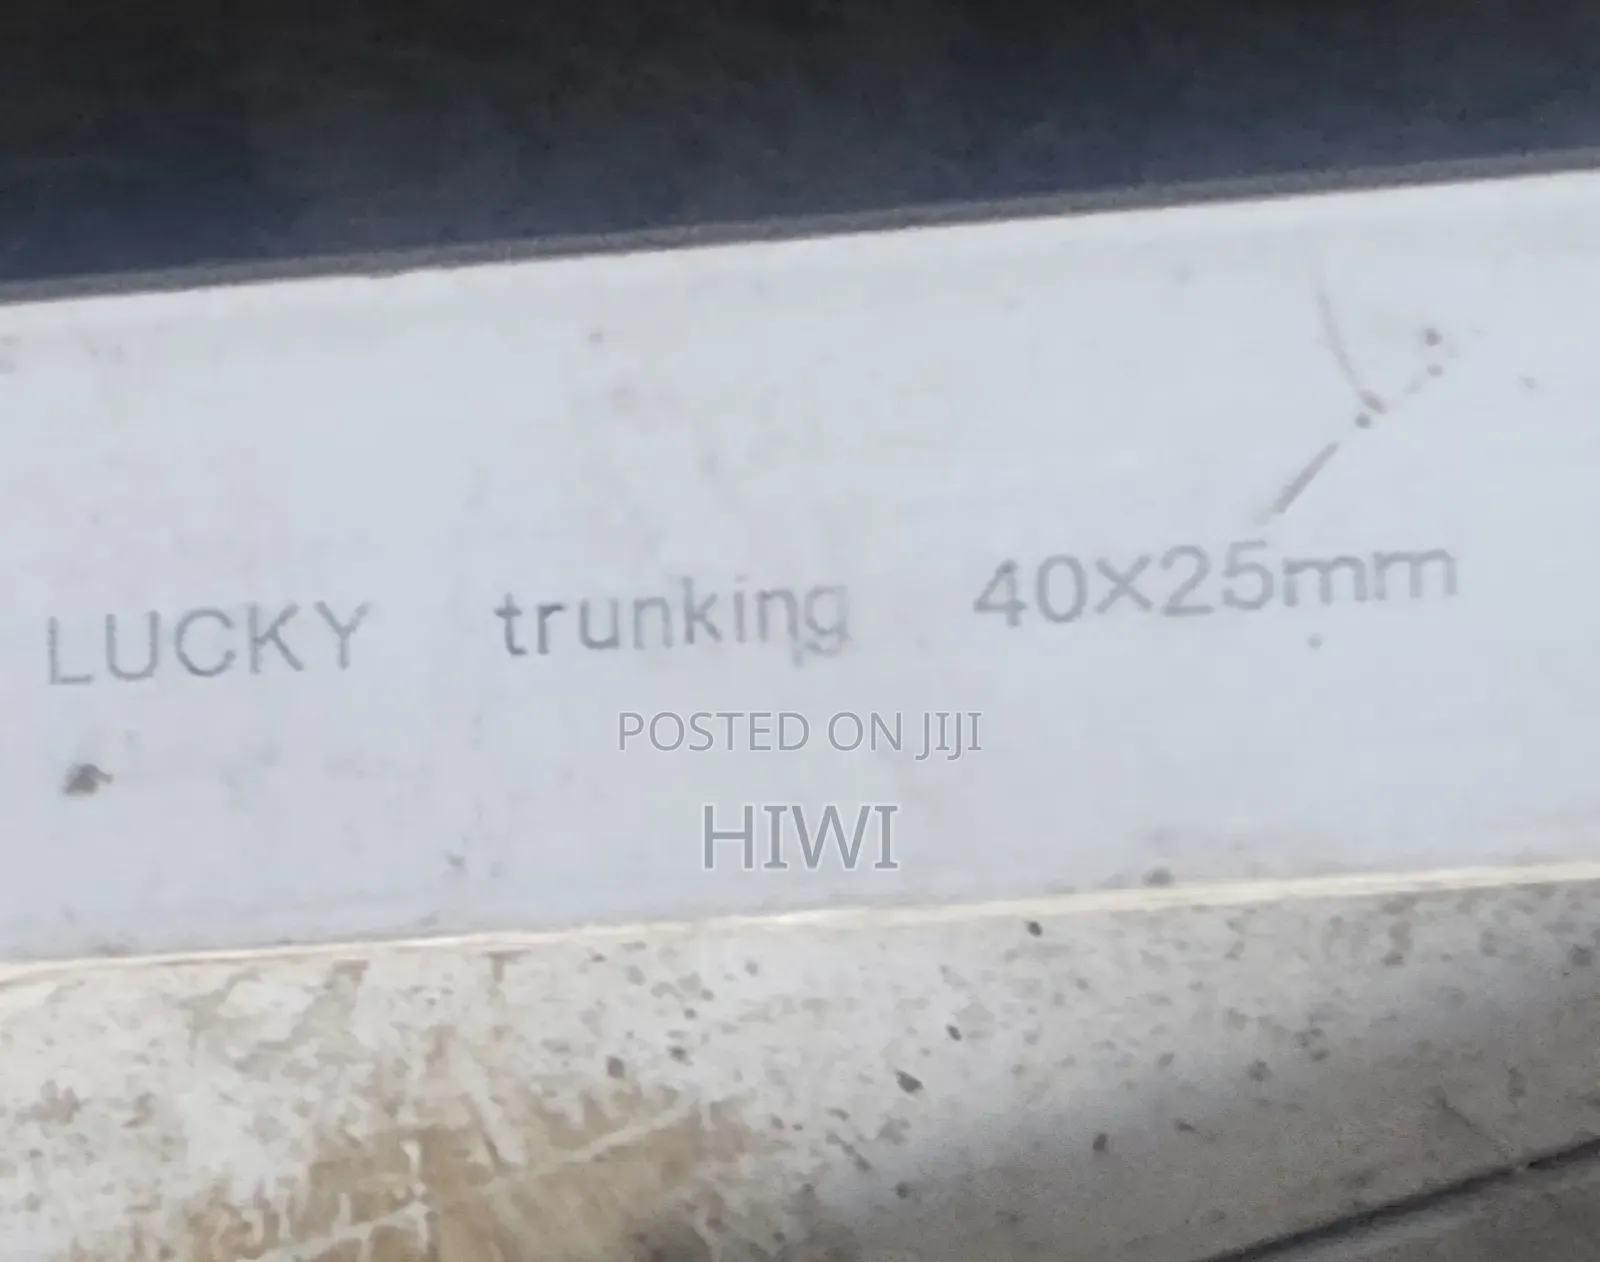 LUCKY trunking 40X25mm
POSTED ON JIJI
HIWI